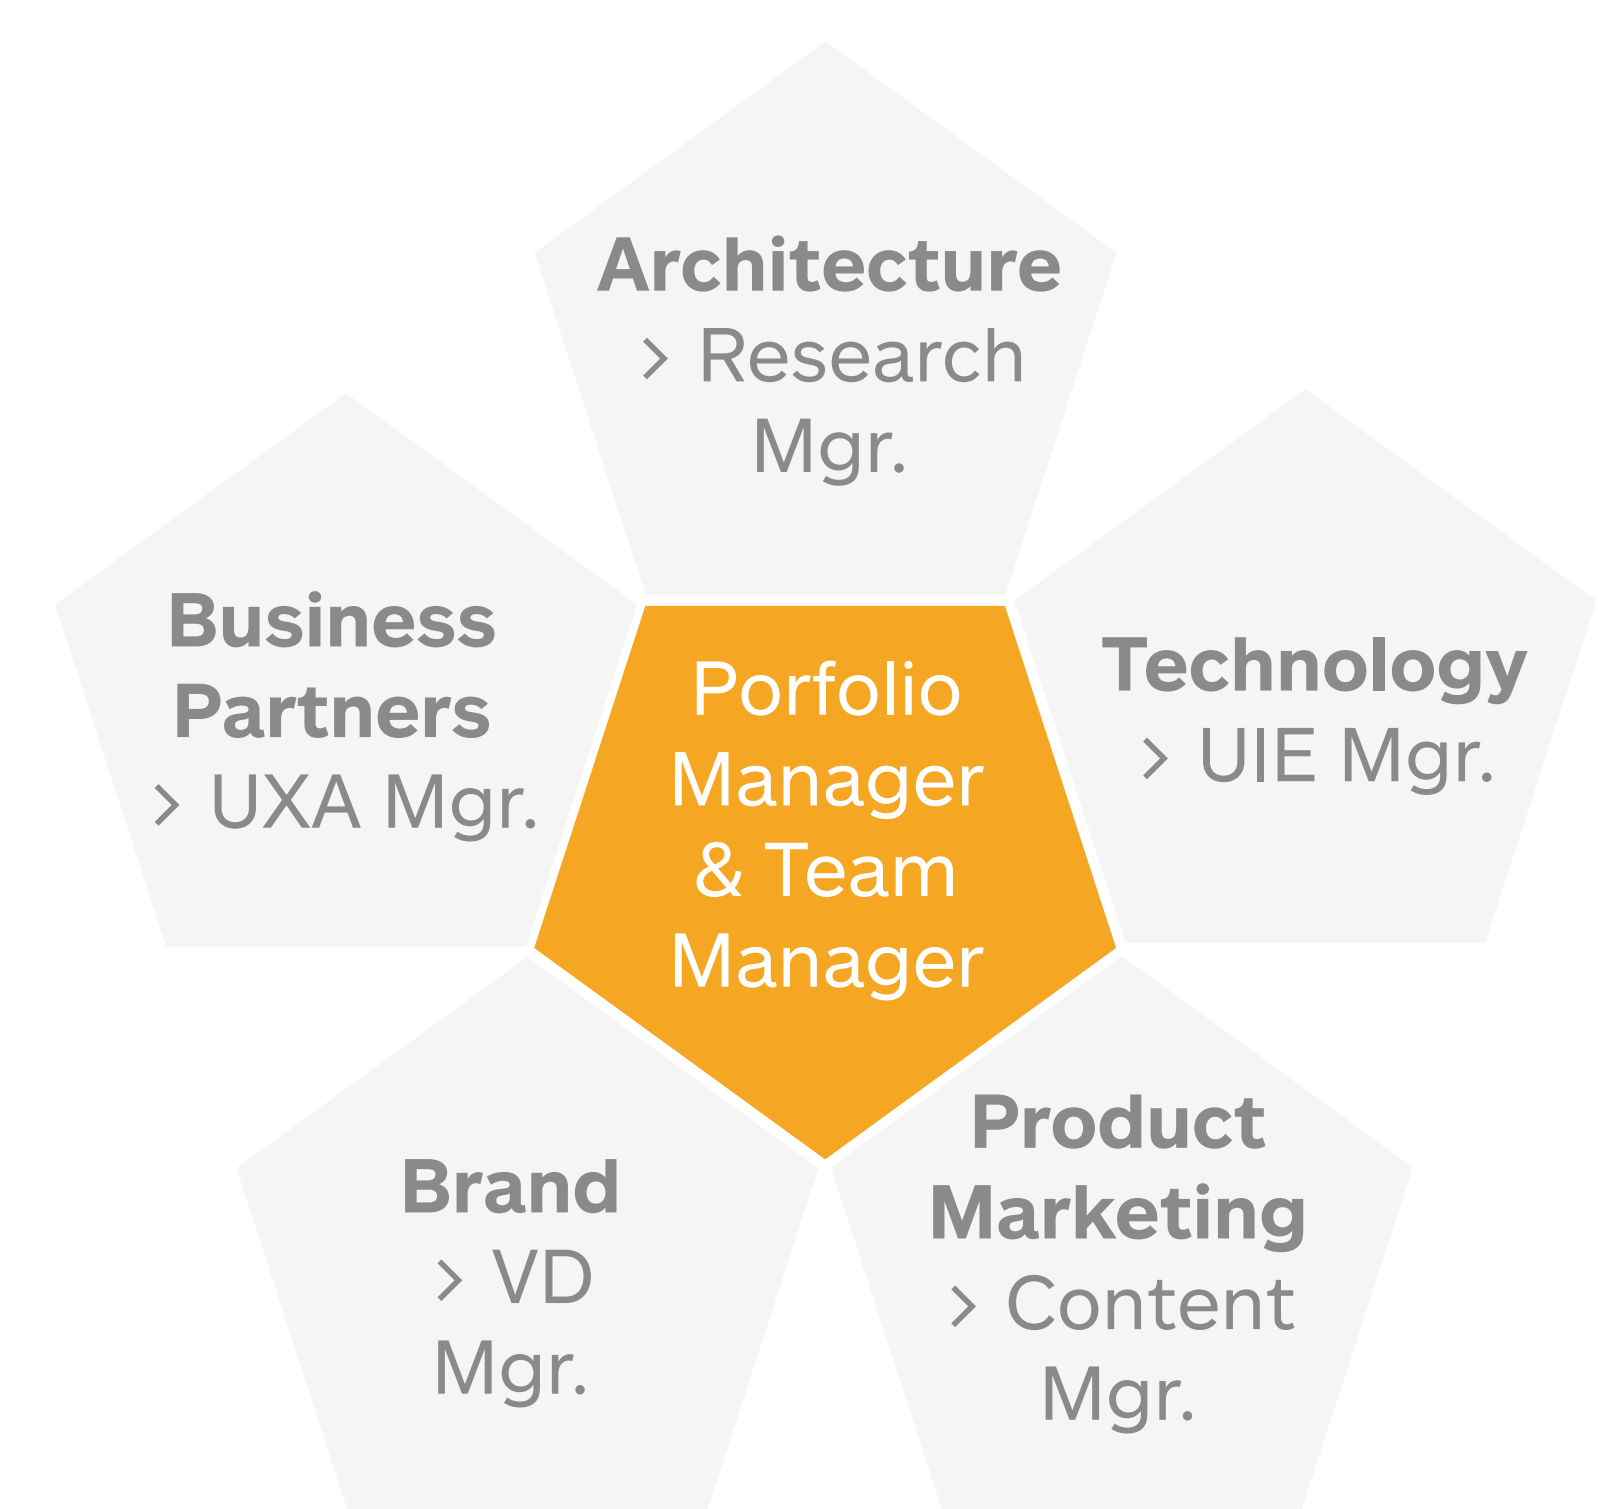 Architecture
> Research
Mgr.
Business
Partners
> UXA Mgr.
Porfolio
Manager
& Team
Manager
Technology
> UIE Mgr.
Brand
> VD
Mgr.
Product
Marketing
> Content
Mgr.